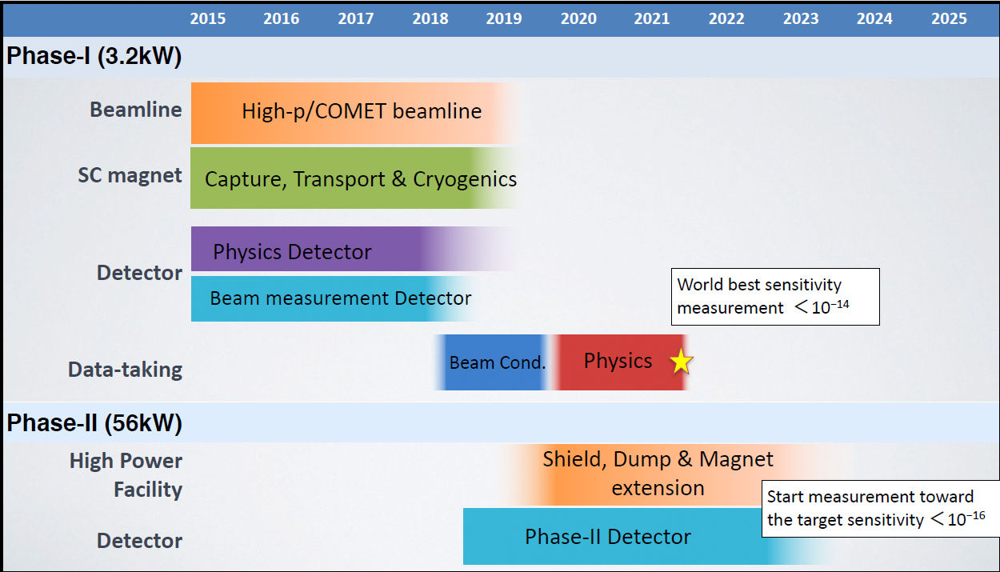 2015 2016 2017 2018 2019 2020 2021 2022 2023 2024 2025
Phase-I (3.2kW)
Beamline
High-p/COMET beamline
SC magnet
Capture, Transport & Cryogenics
Detector
Physics Detector
Beam measurement Detector
World best sensitivity
measurement ＜10⁻¹⁴
Data-taking
Beam Cond.
Physics
Phase-II (56kW)
High Power
Facility
Shield, Dump & Magnet
extension
Start measurement toward
the target sensitivity ＜10⁻¹⁶
Detector
Phase-II Detector